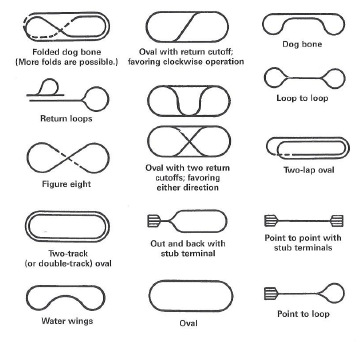 Folded dog bone
(More folds are possible.)
Return loops
Figure eight
Two-track
(or double-track) oval
Water wings
Oval with return cutoff;
favoring clockwise operation
Oval with two return
cutoffs; favoring
either direction
Out and back with
stub terminal
Oval
Dog bone
Loop to loop
Two-lap oval
Point to point with
stub terminals
Point to loop